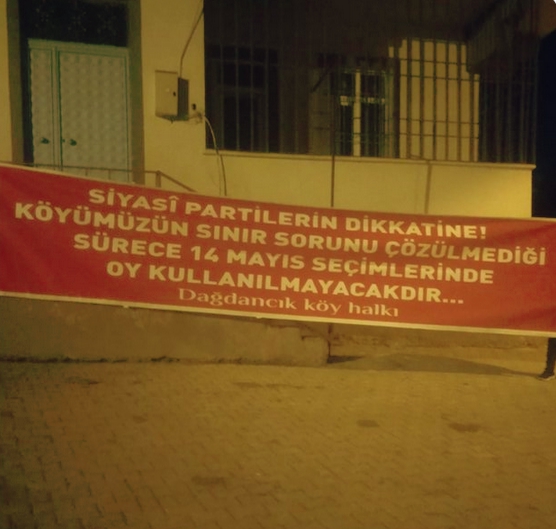 SİYASÎ PARTİLERİN DİKKATİNE!
KÖYÜMÜZÜN SINIR SORUNU ÇÖZÜLMEDİĞİ
SÜRECE 14 MAYIS SEÇİMLERİNDE
OY KULLANILMAYACAKDIR...
Dağdancık köy halkı